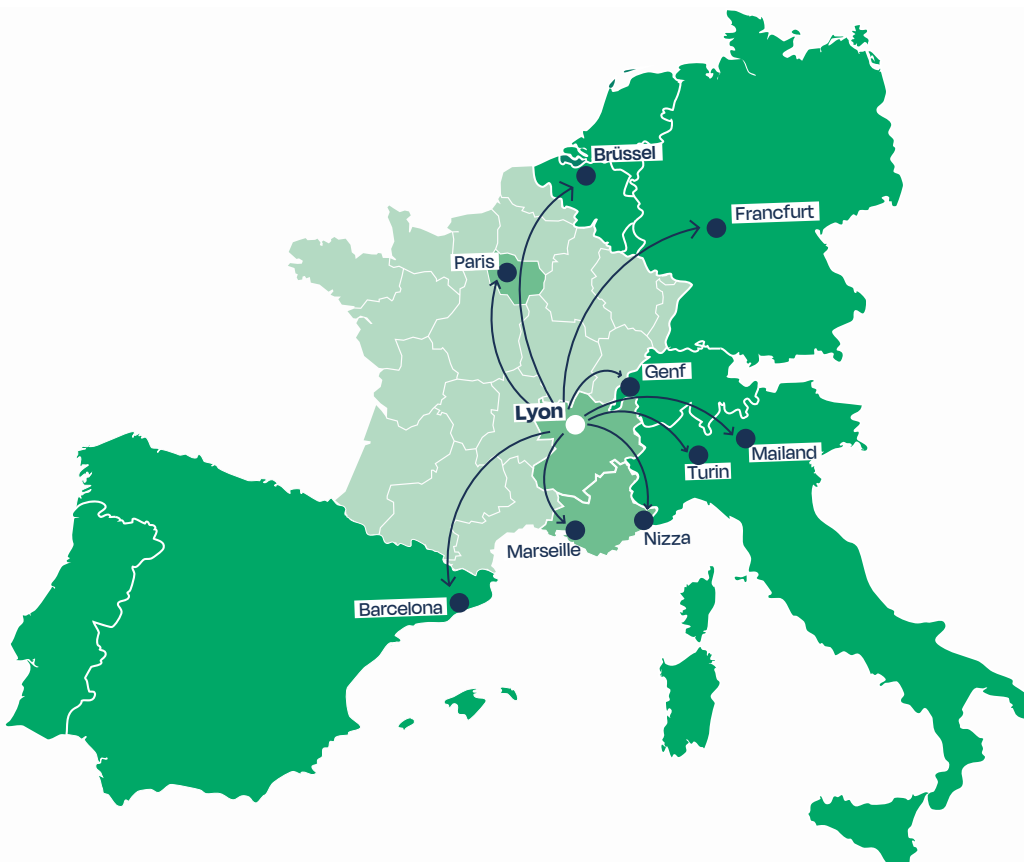 Brüssel
Francfurt
Paris
Genf
Lyon
Mailand
Turin
Nizza
Marseille
Barcelona